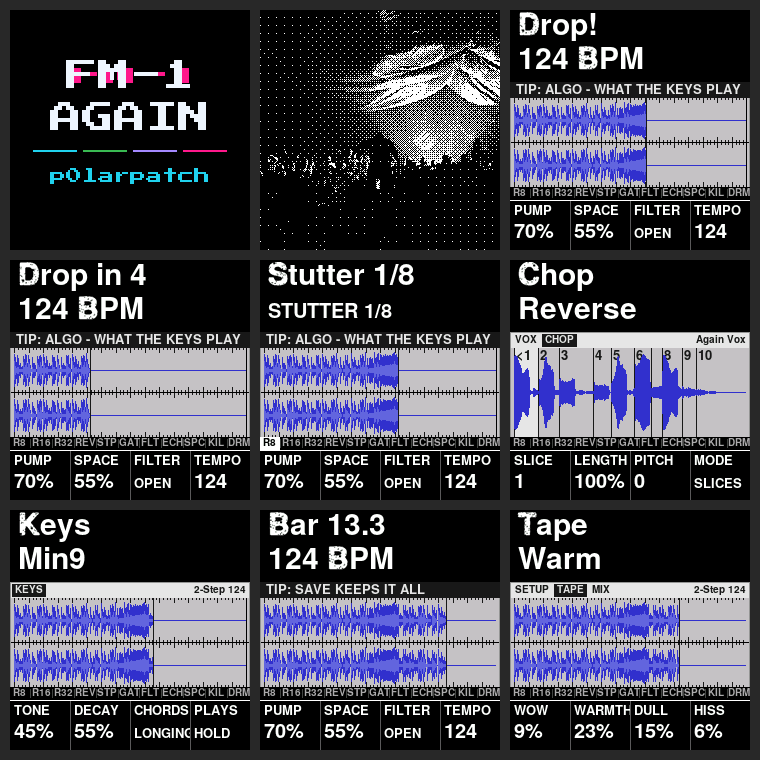 FM-1
AGAIN
p0larpatch
Drop!
124 BPM
TIP: ALGO - WHAT THE KEYS PLAY
R8 R16 R32 REV STP GAT FLT ECH SPC KIL DRM
PUMP SPACE FILTER TEMPO
70% 55% OPEN 124
Drop in 4
124 BPM
TIP: ALGO - WHAT THE KEYS PLAY
R8 R16 R32 REV STP GAT FLT ECH SPC KIL DRM
PUMP SPACE FILTER TEMPO
70% 55% OPEN 124
Stutter 1/8
STUTTER 1/8
TIP: ALGO - WHAT THE KEYS PLAY
R8 R16 R32 REV STP GAT FLT ECH SPC KIL DRM
PUMP SPACE FILTER TEMPO
70% 55% OPEN 124
Chop
Reverse
VOX CHOP Again Vox
<1 2 3 4 5 6 8 9 10
R8 R16 R32 REV STP GAT FLT ECH SPC KIL DRM
SLICE LENGTH PITCH MODE
1 100% 0 SLICES
Keys
Min9
KEYS 2-Step 124
R8 R16 R32 REV STP GAT FLT ECH SPC KIL DRM
TONE DECAY CHORDS PLAYS
45% 55% LONGING HOLD
Bar 13.3
124 BPM
TIP: SAVE KEEPS IT ALL
R8 R16 R32 REV STP GAT FLT ECH SPC KIL DRM
PUMP SPACE FILTER TEMPO
70% 55% OPEN 124
Tape
Warm
SETUP TAPE MIX 2-Step 124
R8 R16 R32 REV STP GAT FLT ECH SPC KIL DRM
WOW WARMTH DULL HISS
9% 23% 15% 6%